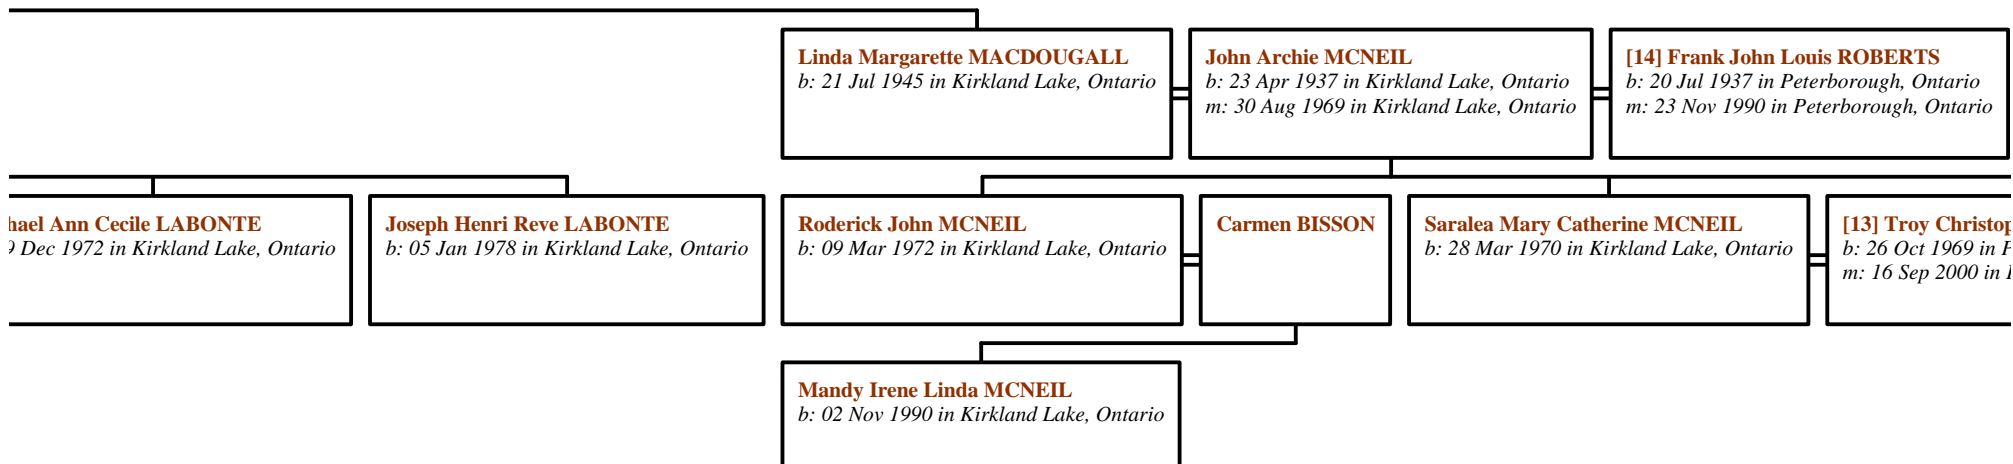 Linda Margarette MACDOUGALL
b: 21 Jul 1945 in Kirkland Lake, Ontario
John Archie MCNEIL
b: 23 Apr 1937 in Kirkland Lake, Ontario
m: 30 Aug 1969 in Kirkland Lake, Ontario
[14] Frank John Louis ROBERTS
b: 20 Jul 1937 in Peterborough, Ontario
m: 23 Nov 1990 in Peterborough, Ontario
Ann Cecile LABONTE
Dec 1972 in Kirkland Lake, Ontario
Joseph Henri Reve LABONTE
b: 05 Jan 1978 in Kirkland Lake, Ontario
Roderick John MCNEIL
b: 09 Mar 1972 in Kirkland Lake, Ontario
Carmen BISSON
Saralea Mary Catherine MCNEIL
b: 28 Mar 1970 in Kirkland Lake, Ontario
[13] Troy
b: 26 Oct 1969 in
m: 16 Sep 2000 in
Mandy Irene Linda MCNEIL
b: 02 Nov 1990 in Kirkland Lake, Ontario